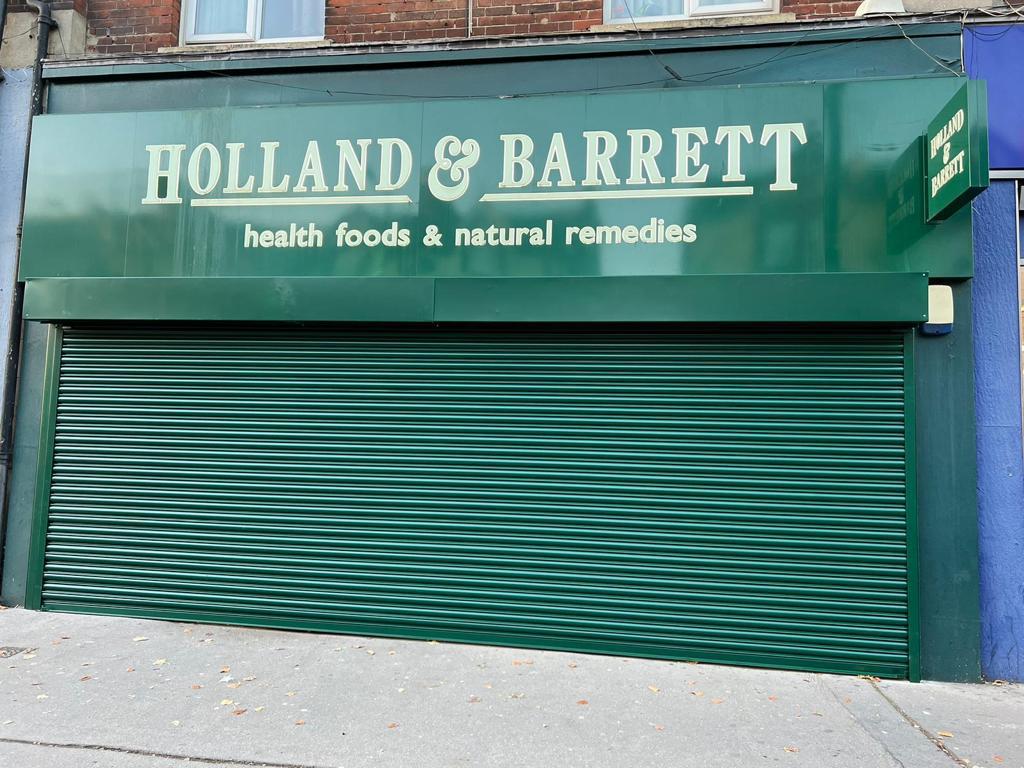 HOLLAND & BARRETT
health foods & natural remedies
HOLLAND
&
BARRETT